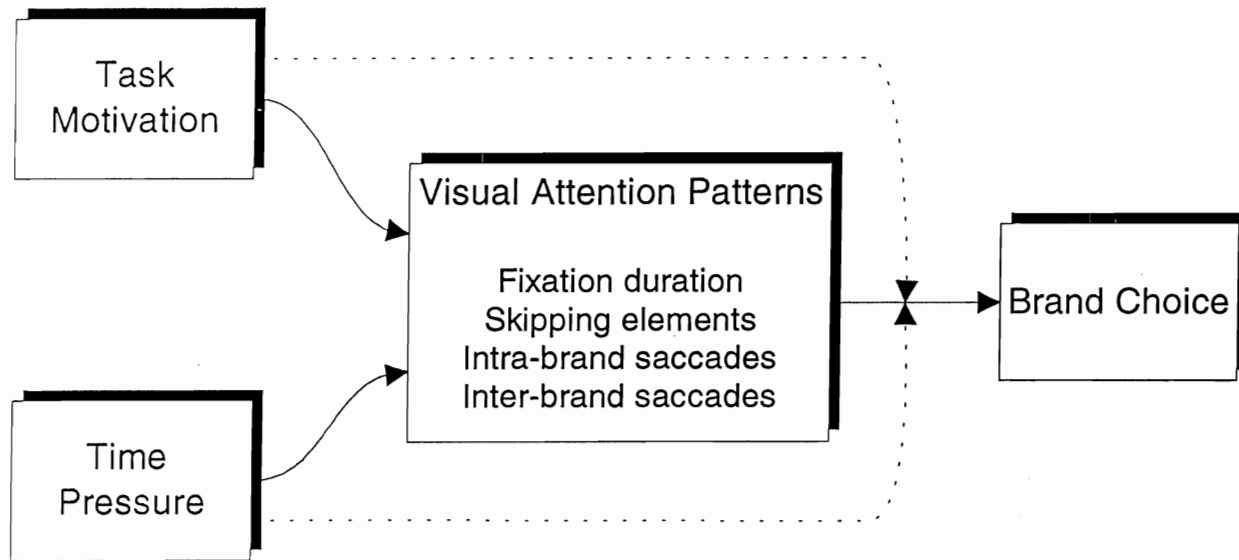 Task
Motivation
Visual Attention Patterns
Fixation duration
Skipping elements
Intra-brand saccades
Inter-brand saccades
Brand Choice
Time
Pressure